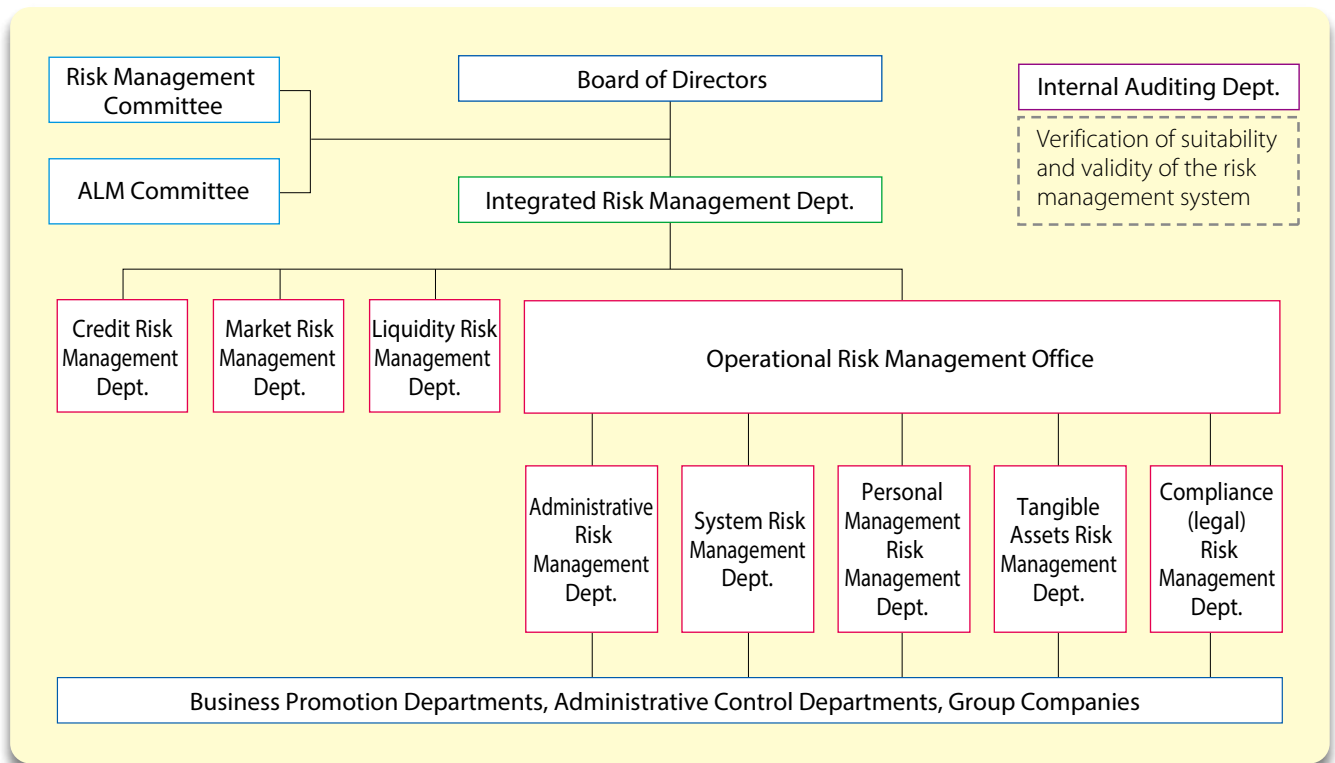 Risk Management
Committee
Board of Directors
Internal Auditing Dept.
Verification of suitability
and validity of the risk
management system
ALM Committee
Integrated Risk Management Dept.
Credit Risk
Management
Dept.
Market Risk
Management
Dept.
Liquidity Risk
Management
Dept.
Operational Risk Management Office
Administrative
Risk
Management
Dept.
System Risk
Management
Dept.
Personal
Management
Risk
Management
Dept.
Tangible
Assets Risk
Management
Dept.
Compliance
(legal)
Risk
Management
Dept.
Business Promotion Departments, Administrative Control Departments, Group Companies